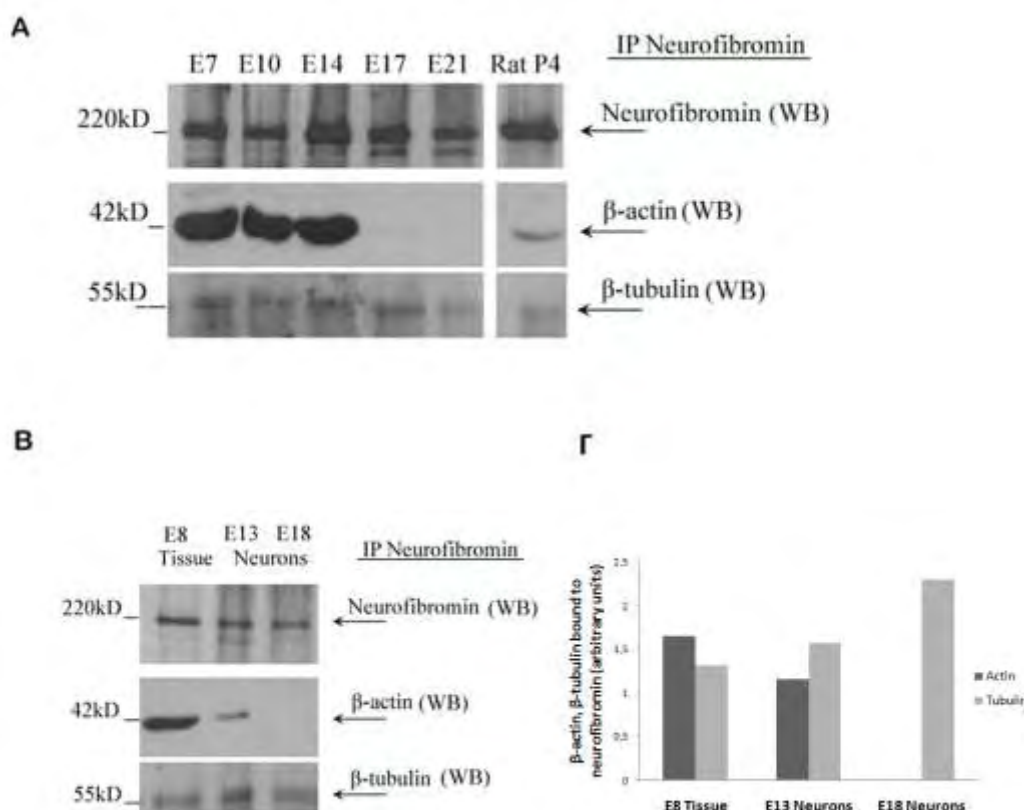 A
IP Neurofibromin
E7 E10 E14 E17 E21 Rat P4
220kD
Neurofibromin (WB)
42kD
β-actin (WB)
55kD
β-tubulin (WB)
B
Γ
E8 E13 E18
Tissue Neurons
IP Neurofibromin
220kD
Neurofibromin (WB)
42kD
β-actin (WB)
55kD
β-tubulin (WB)
β-actin, β-tubulin bound to
neurofibromin (arbitrary units)
2,5
2
1,5
1
0,5
0
Actin
Tubulin
E8 Tissue E13 Neurons E18 Neurons